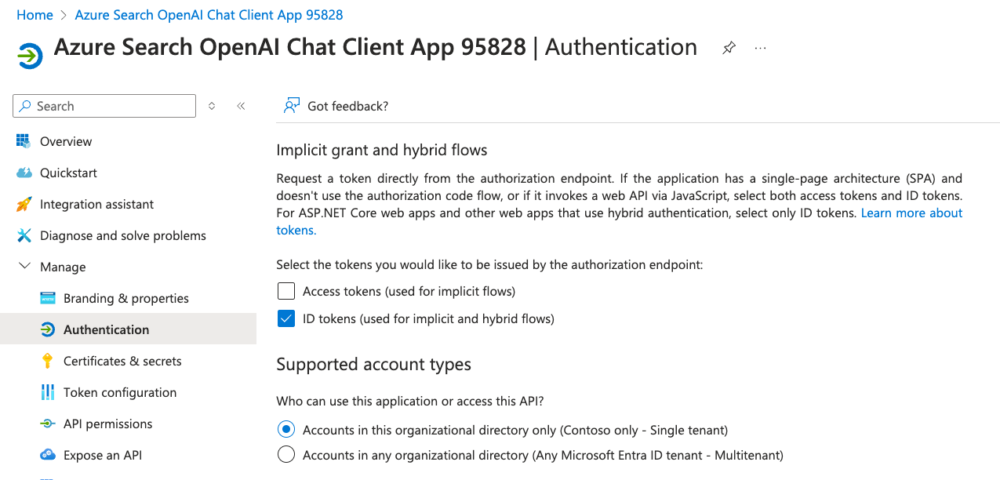 Home > Azure Search OpenAI Chat Client App 95828
Azure Search OpenAI Chat Client App 95828 | Authentication
Search
Overview
Quickstart
Integration assistant
Diagnose and solve problems
Manage
Branding & properties
Authentication
Certificates & secrets
Token configuration
API permissions
Expose an API
Got feedback?
Implicit grant and hybrid flows
Request a token directly from the authorization endpoint. If the application has a single-page architecture (SPA) and
doesn't use the authorization code flow, or if it invokes a web API via JavaScript, select both access tokens and ID tokens.
For ASP.NET Core web apps and other web apps that use hybrid authentication, select only ID tokens. Learn more about
tokens.
Select the tokens you would like to be issued by the authorization endpoint:
Access tokens (used for implicit flows)
ID tokens (used for implicit and hybrid flows)
Supported account types
Who can use this application or access this API?
Accounts in this organizational directory only (Contoso only - Single tenant)
Accounts in any organizational directory (Any Microsoft Entra ID tenant - Multitenant)